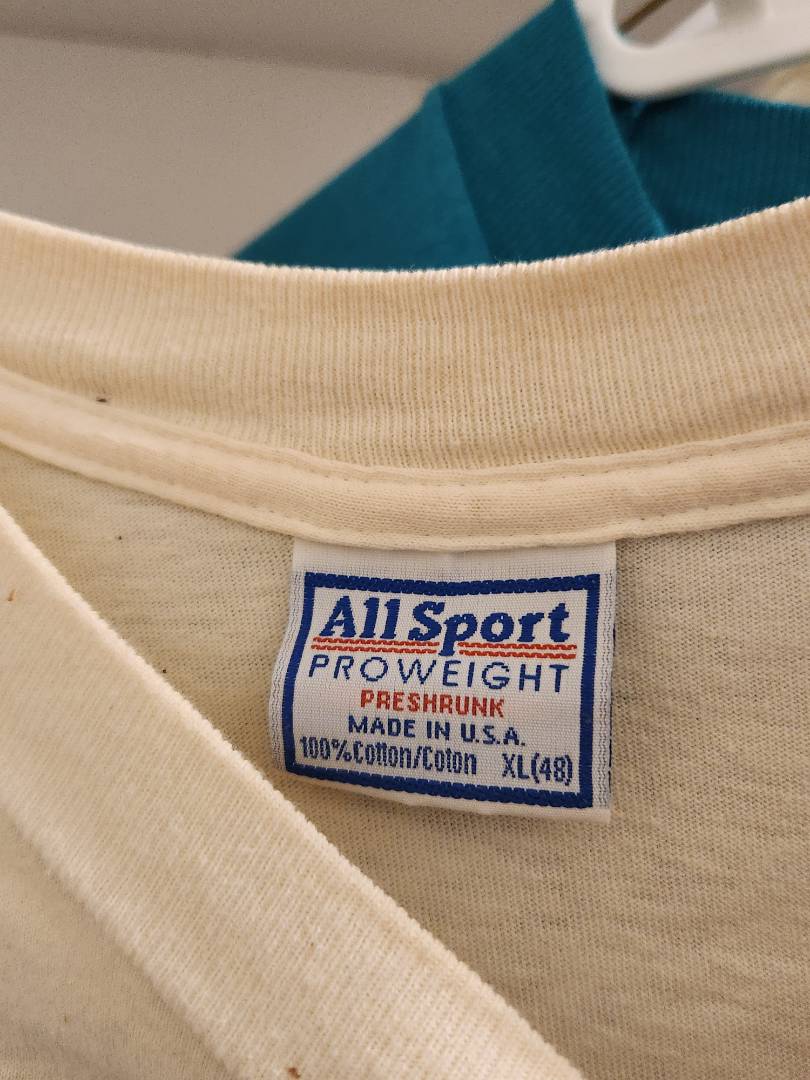 All Sport
PROWEIGHT
PRESHRUNK
MADE IN U.S.A.
100%Cotton/Coton XL(48)